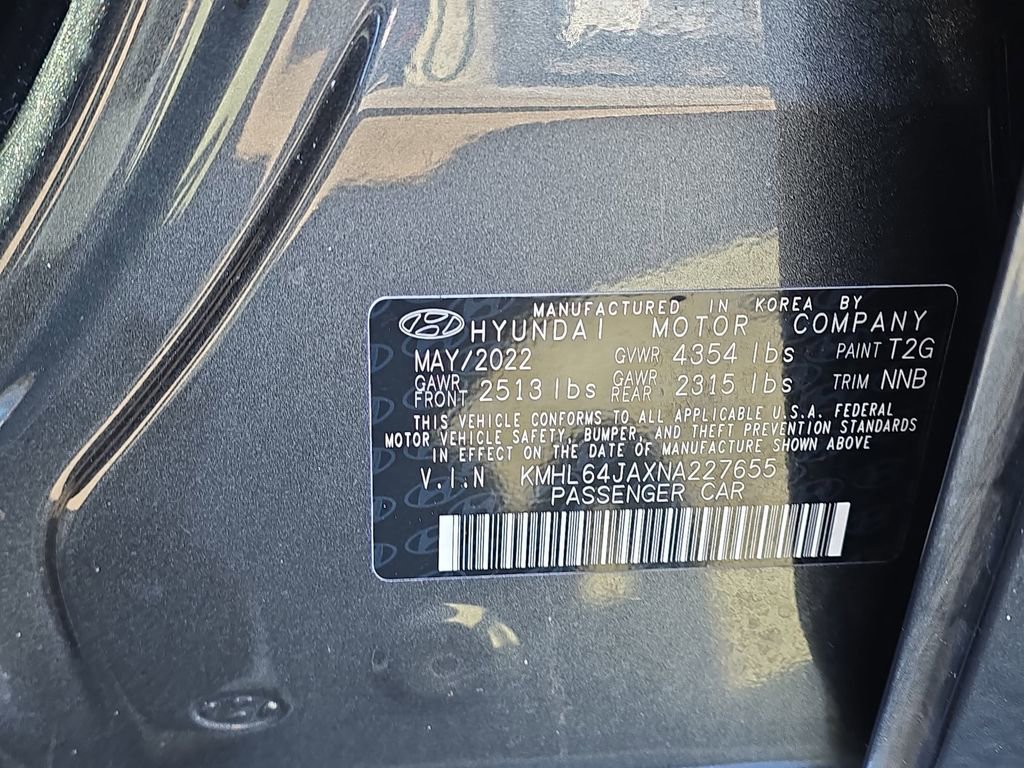 MANUFACTURED IN KOREA BY
HYUNDAI MOTOR COMPANY
MAY/2022 GVWR 4354 lbs PAINT T2G
GAWR FRONT 2513 lbs GAWR REAR 2315 lbs TRIM NNB
THIS VEHICLE CONFORMS TO ALL APPLICABLE U.S.A. FEDERAL
MOTOR VEHICLE SAFETY, BUMPER, AND THEFT PREVENTION STANDARDS
IN EFFECT ON THE DATE OF MANUFACTURE SHOWN ABOVE
V.I.N KMHL64JAXNA227655
PASSENGER CAR